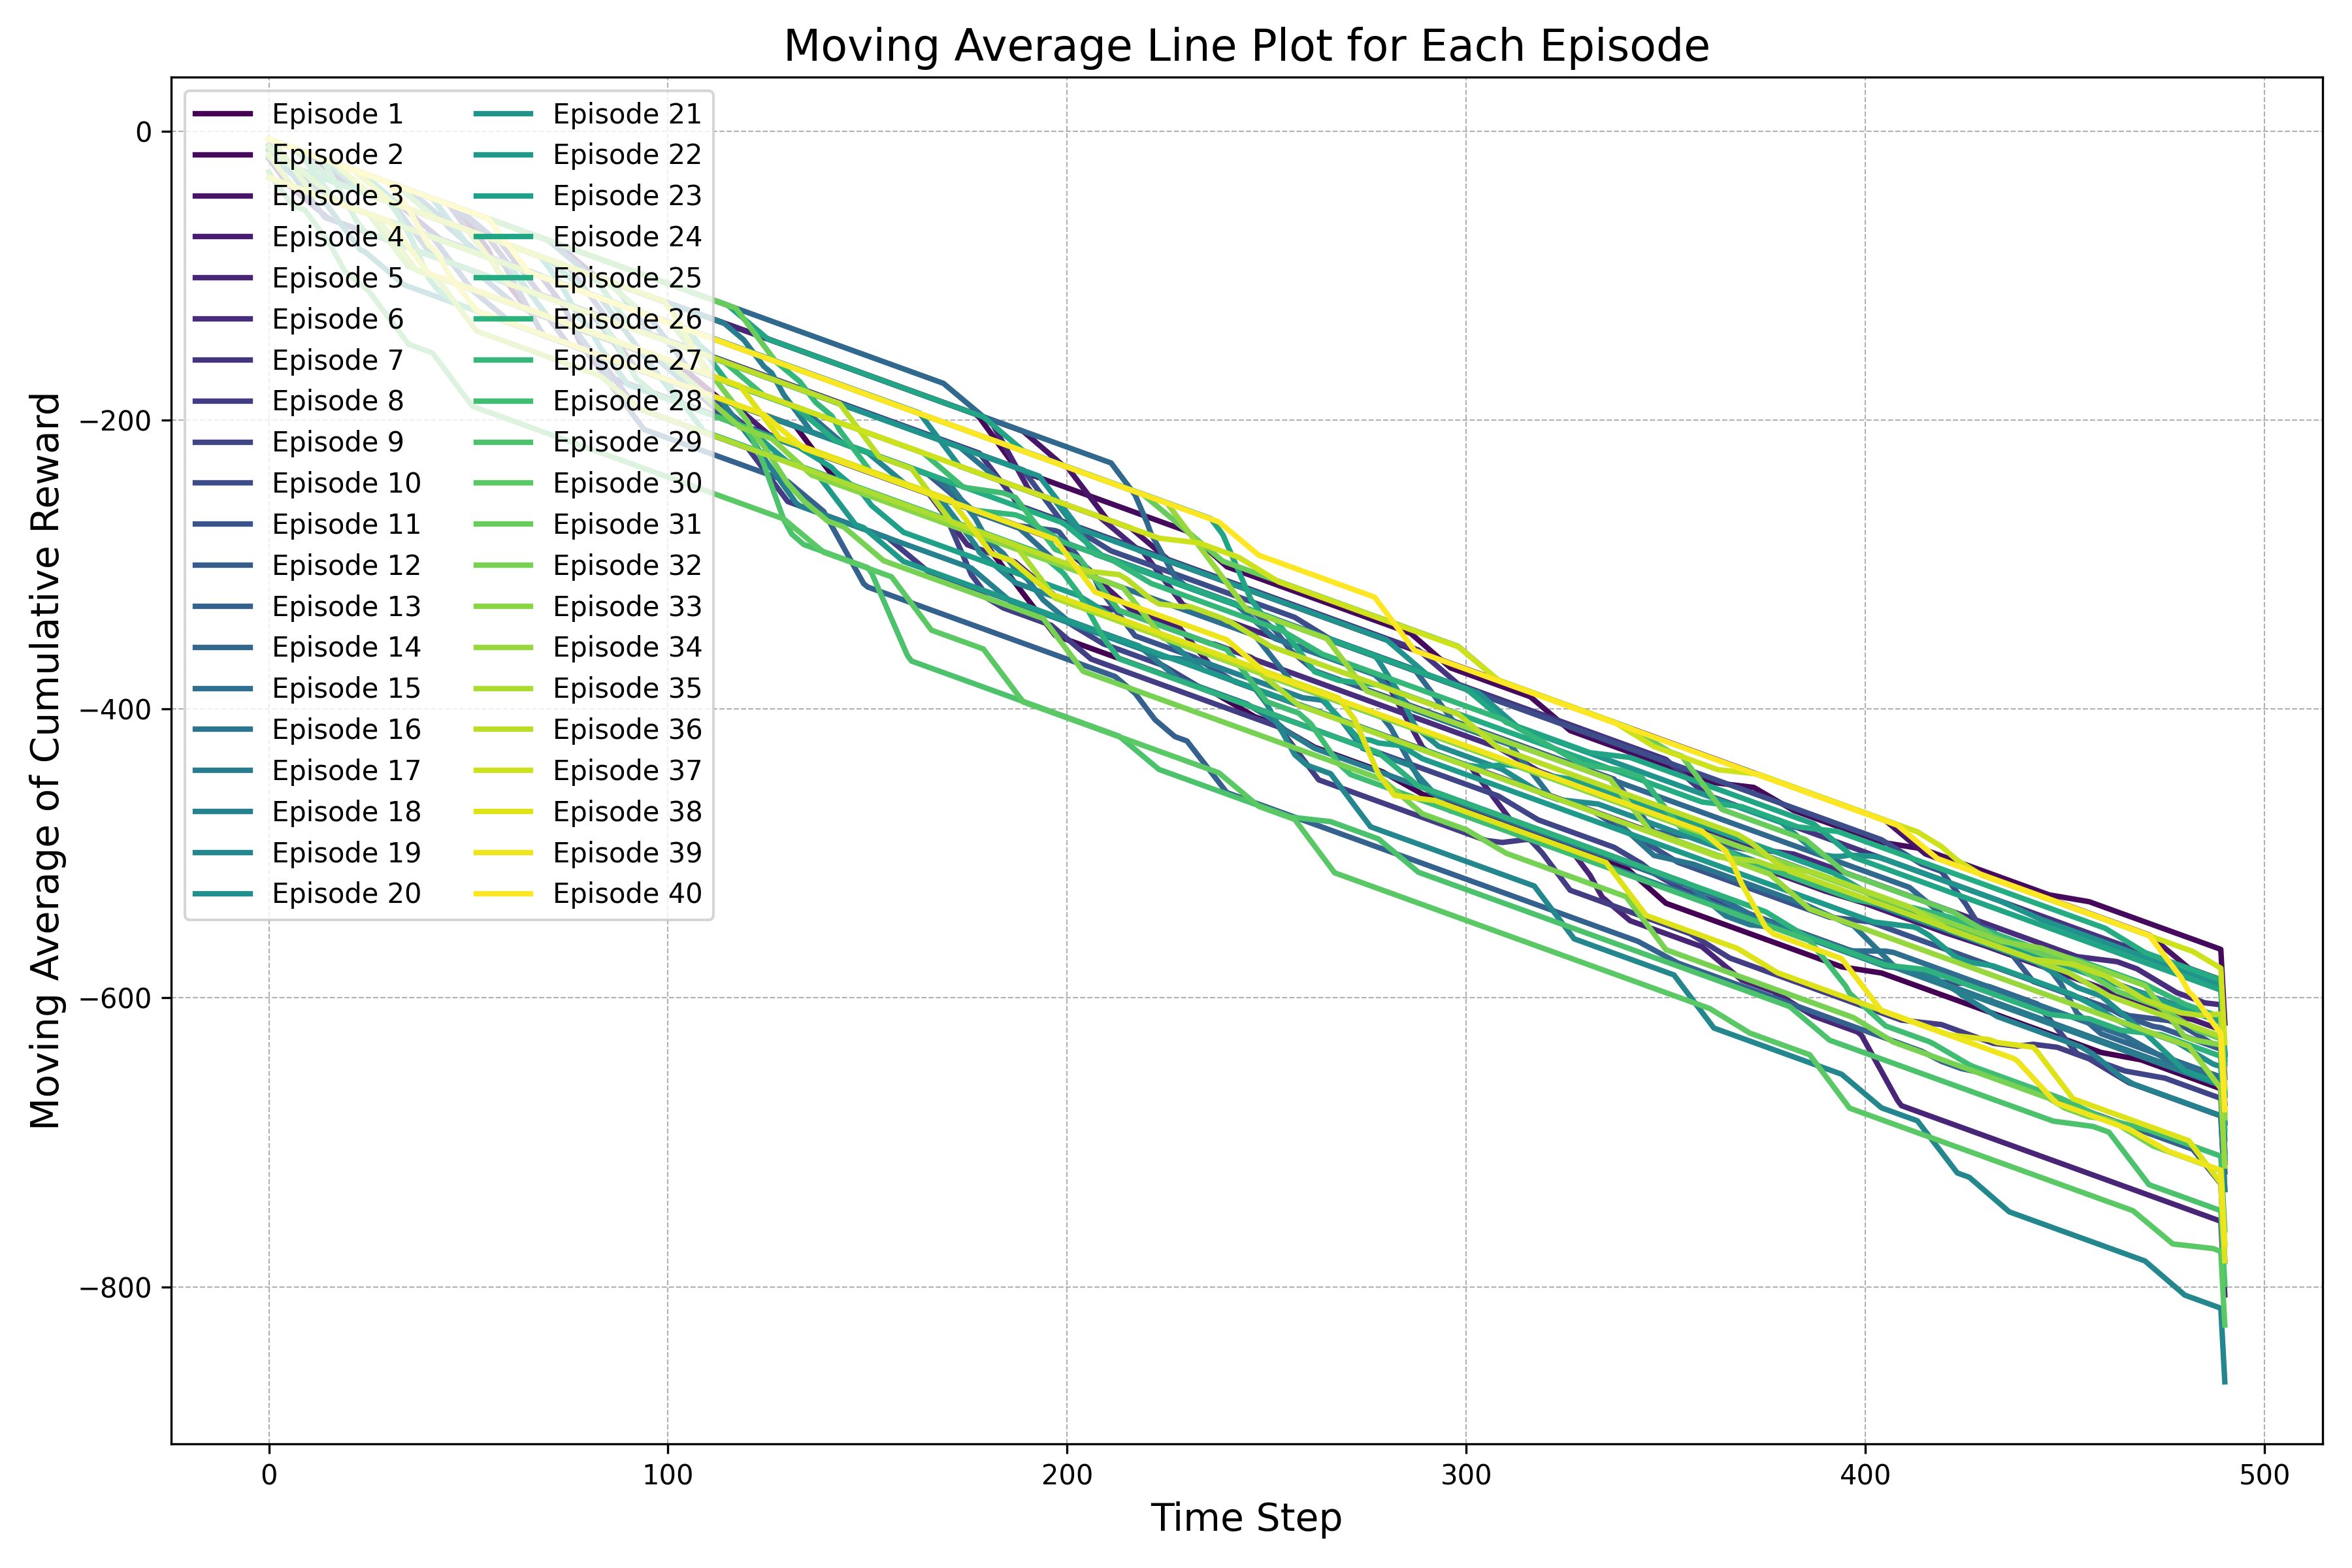 Moving Average Line Plot for Each Episode
Moving Average of Cumulative Reward
0
−200
−400
−600
−800
Episode 1
Episode 2
Episode 3
Episode 4
Episode 5
Episode 6
Episode 7
Episode 8
Episode 9
Episode 10
Episode 11
Episode 12
Episode 13
Episode 14
Episode 15
Episode 16
Episode 17
Episode 18
Episode 19
Episode 20
Episode 21
Episode 22
Episode 23
Episode 24
Episode 25
Episode 26
Episode 27
Episode 28
Episode 29
Episode 30
Episode 31
Episode 32
Episode 33
Episode 34
Episode 35
Episode 36
Episode 37
Episode 38
Episode 39
Episode 40
0 100 200 300 400 500
Time Step